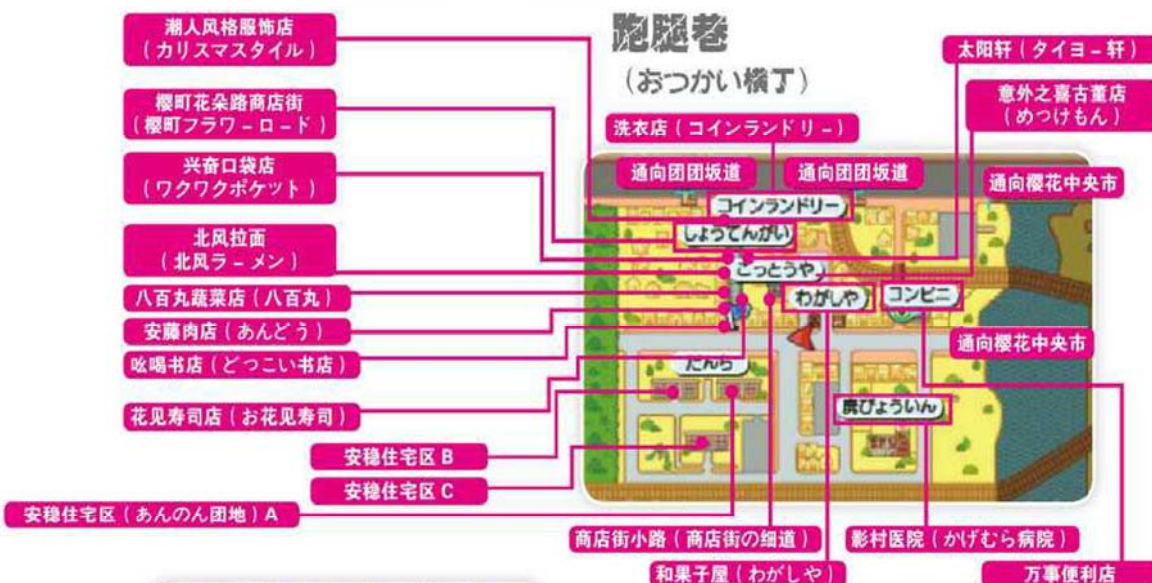 跑腿巷
（おつかい横丁）
潮人风格服饰店
（カリスマスタイル）
樱町花朵路商店街
（樱町フラワ－ロ－ド）
兴奋口袋店
（ワクワクポケット）
北风拉面
（北风ラ－メン）
八百丸蔬菜店（八百丸）
安藤肉店（あんどう）
吆喝书店（どつこい书店）
花见寿司店（お花见寿司）
安稳住宅区 B
安稳住宅区 C
安稳住宅区（あんのん団地）A
洗衣店（コインランドリ－）
太阳轩（タイヨ－轩）
意外之喜古董店
（めっけもん）
通向团团坂道
通向团团坂道
通向樱花中央市
コインランドリー
しょうてんがい
こっとうや
わがしや
コンビニ
通向樱花中央市
だんち
廃びょういん
商店街小路（商店街の细道）
影村医院（かげむら病院）
和果子屋（わがしや）
万事便利店